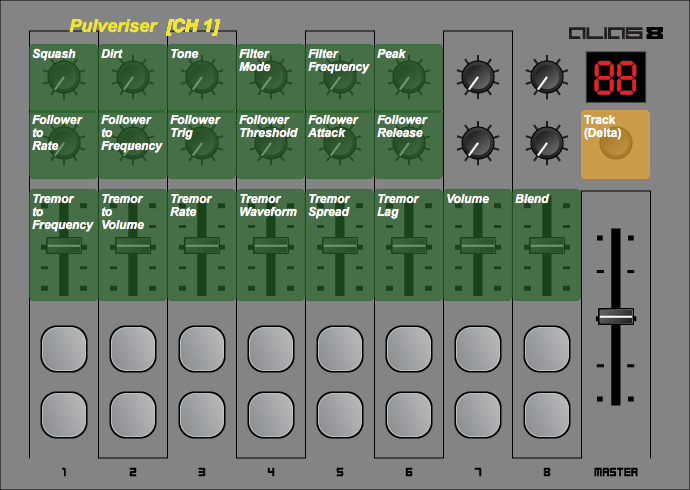 Pulveriser [CH 1]
ALIAS 8
88
Squash Dirt Tone Filter Mode Filter Frequency Peak
Follower to Rate Follower to Frequency Follower Trig Follower Threshold Follower Attack Follower Release Track (Delta)
Tremor to Frequency Tremor to Volume Tremor Rate Tremor Waveform Tremor Spread Tremor Lag Volume Blend
1 2 3 4 5 6 7 8 MASTER